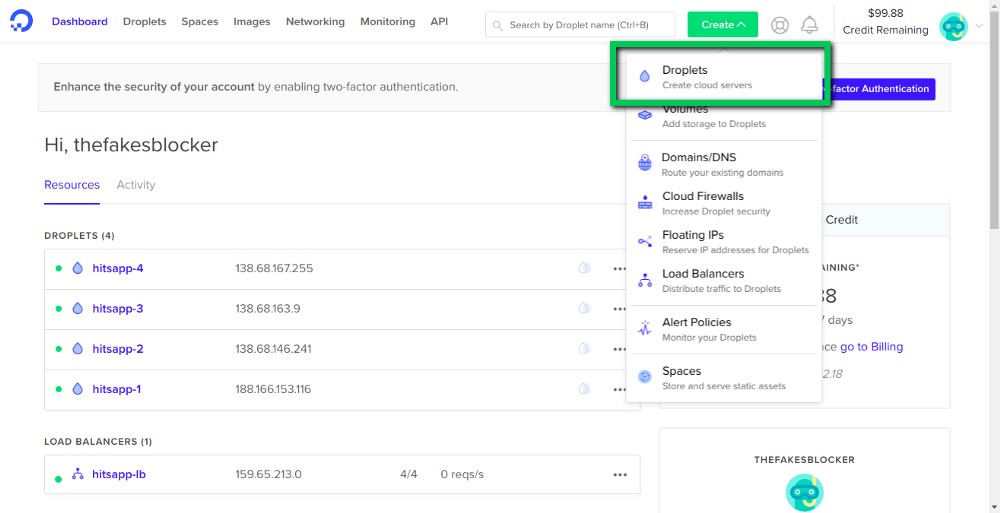 Dashboard Droplets Spaces Images Networking Monitoring API Search by Droplet name (Ctrl+B) Create $99.88
Credit Remaining
Droplets
Create cloud servers
Enhance the security of your account by enabling two-factor authentication. factor Authentication
Volumes
Add storage to Droplets
Hi, thefakesblocker
Domains/DNS
Route your existing domains
Resources Activity
Cloud Firewalls
Increase Droplet security
Credit
DROPLETS (4)
Floating IPs
Reserve IP addresses for Droplets
hitsapp-4 138.68.167.255
Load Balancers
Distribute traffic to Droplets
AINING*
hitsapp-3 138.68.163.9
7 days
Alert Policies
Monitor your Droplets
hitsapp-2 138.68.146.241
nce go to Billing
Spaces
Store and serve static assets
2.18
hitsapp-1 188.166.153.116
LOAD BALANCERS (1)
THEFAKESBLOCKER
hitsapp-lb 159.65.213.0 4/4 0 reqs/s